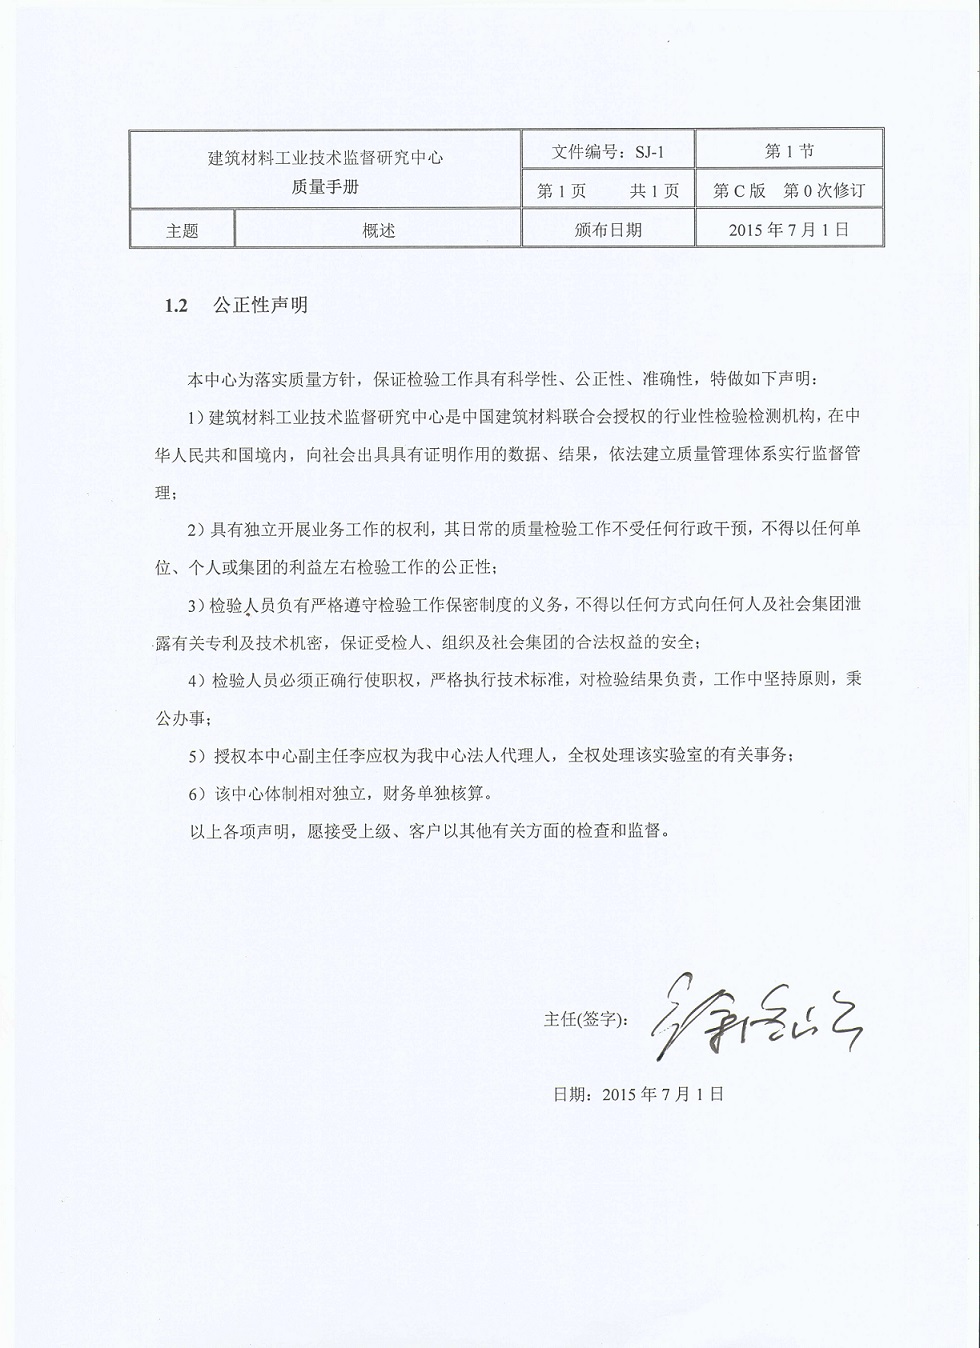 建筑材料工业技术监督研究中心
质量手册
文件编号：SJ-1
第 1 节
第 1 页 共 1 页
第 C 版 第 0 次修订
主题
概述
颁布日期
2015 年 7 月 1 日
1.2 公正性声明
本中心为落实质量方针，保证检验工作具有科学性、公正性、准确性，特做如下声明：
1）建筑材料工业技术监督研究中心是中国建筑材料联合会授权的行业性检验检测机构，在中
华人民共和国境内，向社会出具具有证明作用的数据、结果，依法建立质量管理体系实行监督管
理；
2）具有独立开展业务工作的权利，其日常的质量检验工作不受任何行政干预，不得以任何单
位、个人或集团的利益左右检验工作的公正性；
3）检验人员负有严格遵守检验工作保密制度的义务，不得以任何方式向任何人及社会集团泄
露有关专利及技术机密，保证受检人、组织及社会集团的合法权益的安全；
4）检验人员必须正确行使职权，严格执行技术标准，对检验结果负责，工作中坚持原则，秉
公办事；
5）授权本中心副主任李应权为我中心法人代理人，全权处理该实验室的有关事务；
6）该中心体制相对独立，财务单独核算。
以上各项声明，愿接受上级、客户以其他有关方面的检查和监督。
主任(签字)：
日期：2015 年 7 月 1 日